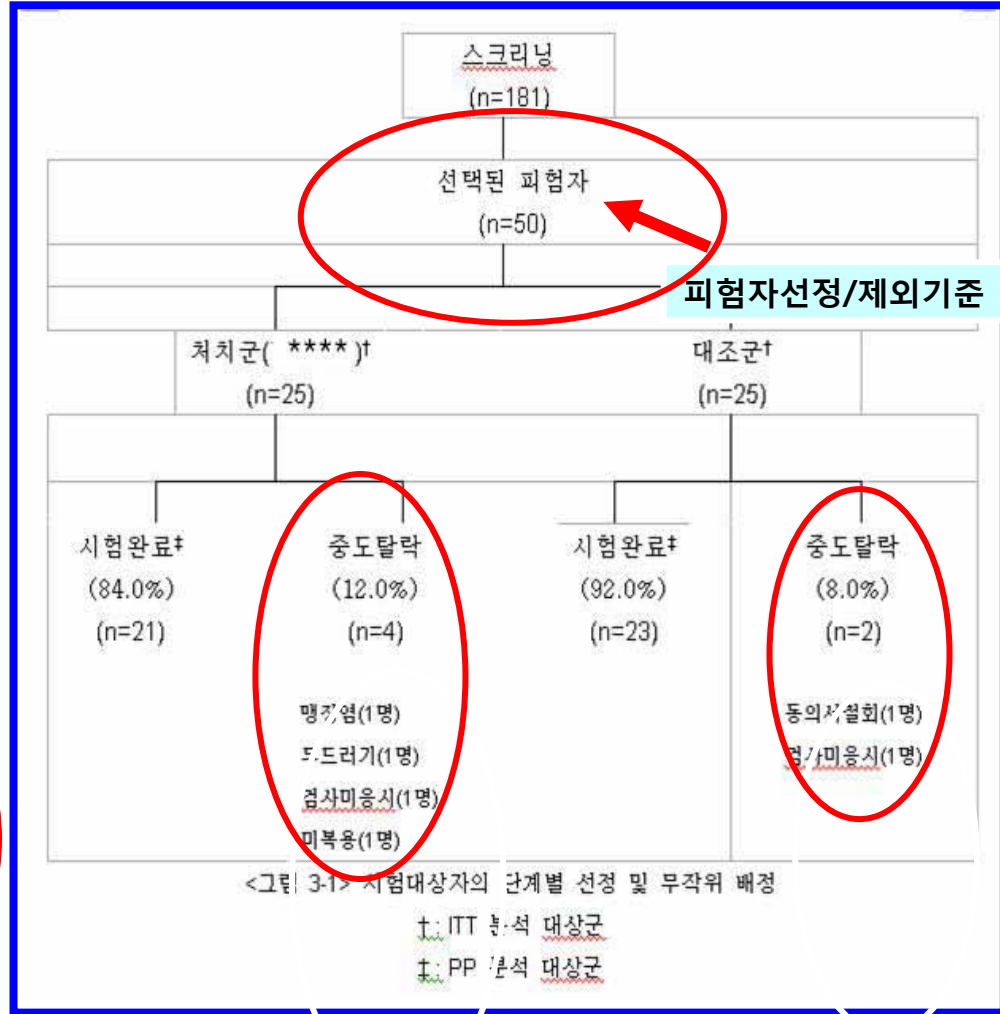 스크리닝
(n=181)
선택된 피험자
(n=50)
피험자선정/제외기준
처치군( **** )†
(n=25)
대조군†
(n=25)
시험완료‡
(84.0%)
(n=21)
중도탈락
(12.0%)
(n=4)
맹장염(1명)
두드러기(1명)
검사미응시(1명)
미복용(1명)
시험완료‡
(92.0%)
(n=23)
중도탈락
(8.0%)
(n=2)
동의서철회(1명)
검사미응시(1명)
<그림 3-1> 시험대상자의 단계별 선정 및 무작위 배정
†: ITT 분석 대상군
‡: PP 분석 대상군